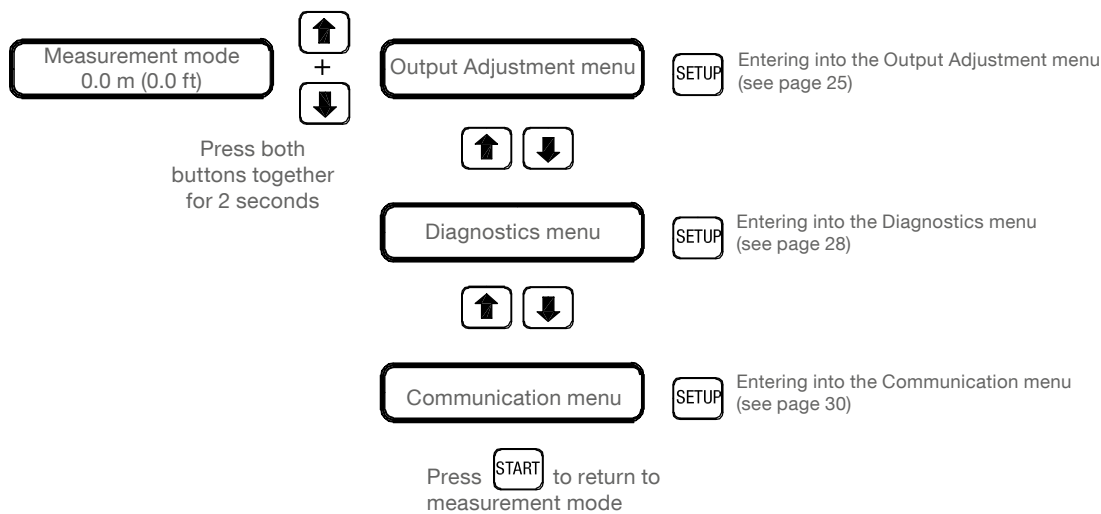 Measurement mode
0.0 m (0.0 ft)
+
Press both
buttons together
for 2 seconds
Output Adjustment menu
SETUP
Entering into the Output Adjustment menu
(see page 25)
Diagnostics menu
SETUP
Entering into the Diagnostics menu
(see page 28)
Communication menu
SETUP
Entering into the Communication menu
(see page 30)
Press START to return to
measurement mode